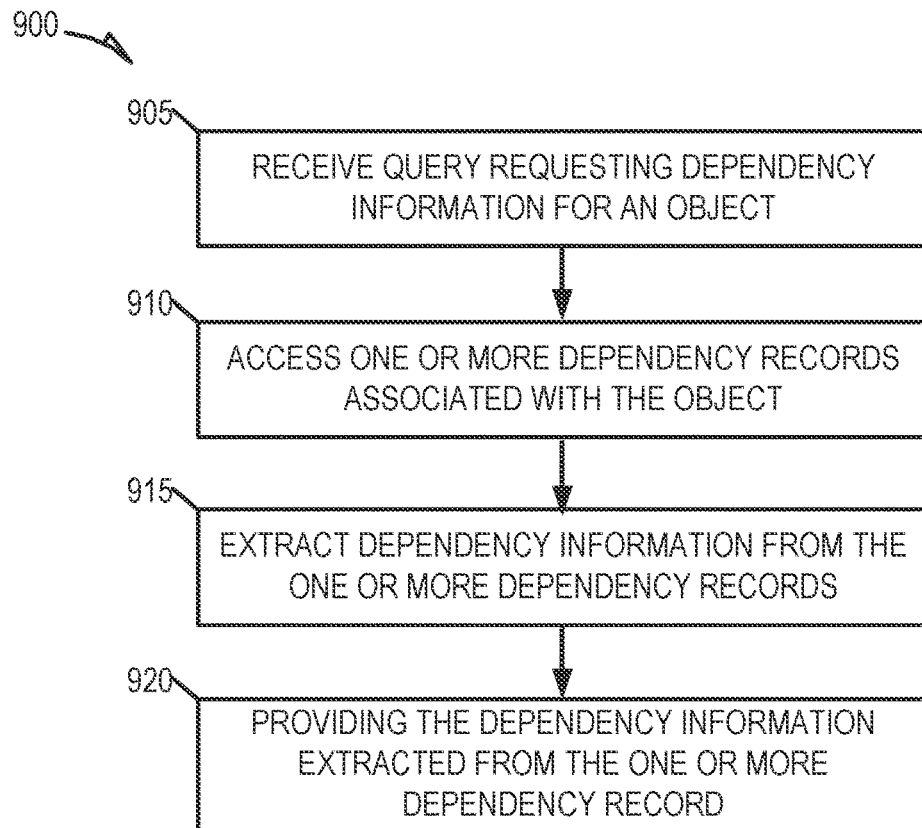 900
905
RECEIVE QUERY REQUESTING DEPENDENCY
INFORMATION FOR AN OBJECT
910
ACCESS ONE OR MORE DEPENDENCY RECORDS
ASSOCIATED WITH THE OBJECT
915
EXTRACT DEPENDENCY INFORMATION FROM THE
ONE OR MORE DEPENDENCY RECORDS
920
PROVIDING THE DEPENDENCY INFORMATION
EXTRACTED FROM THE ONE OR MORE
DEPENDENCY RECORD